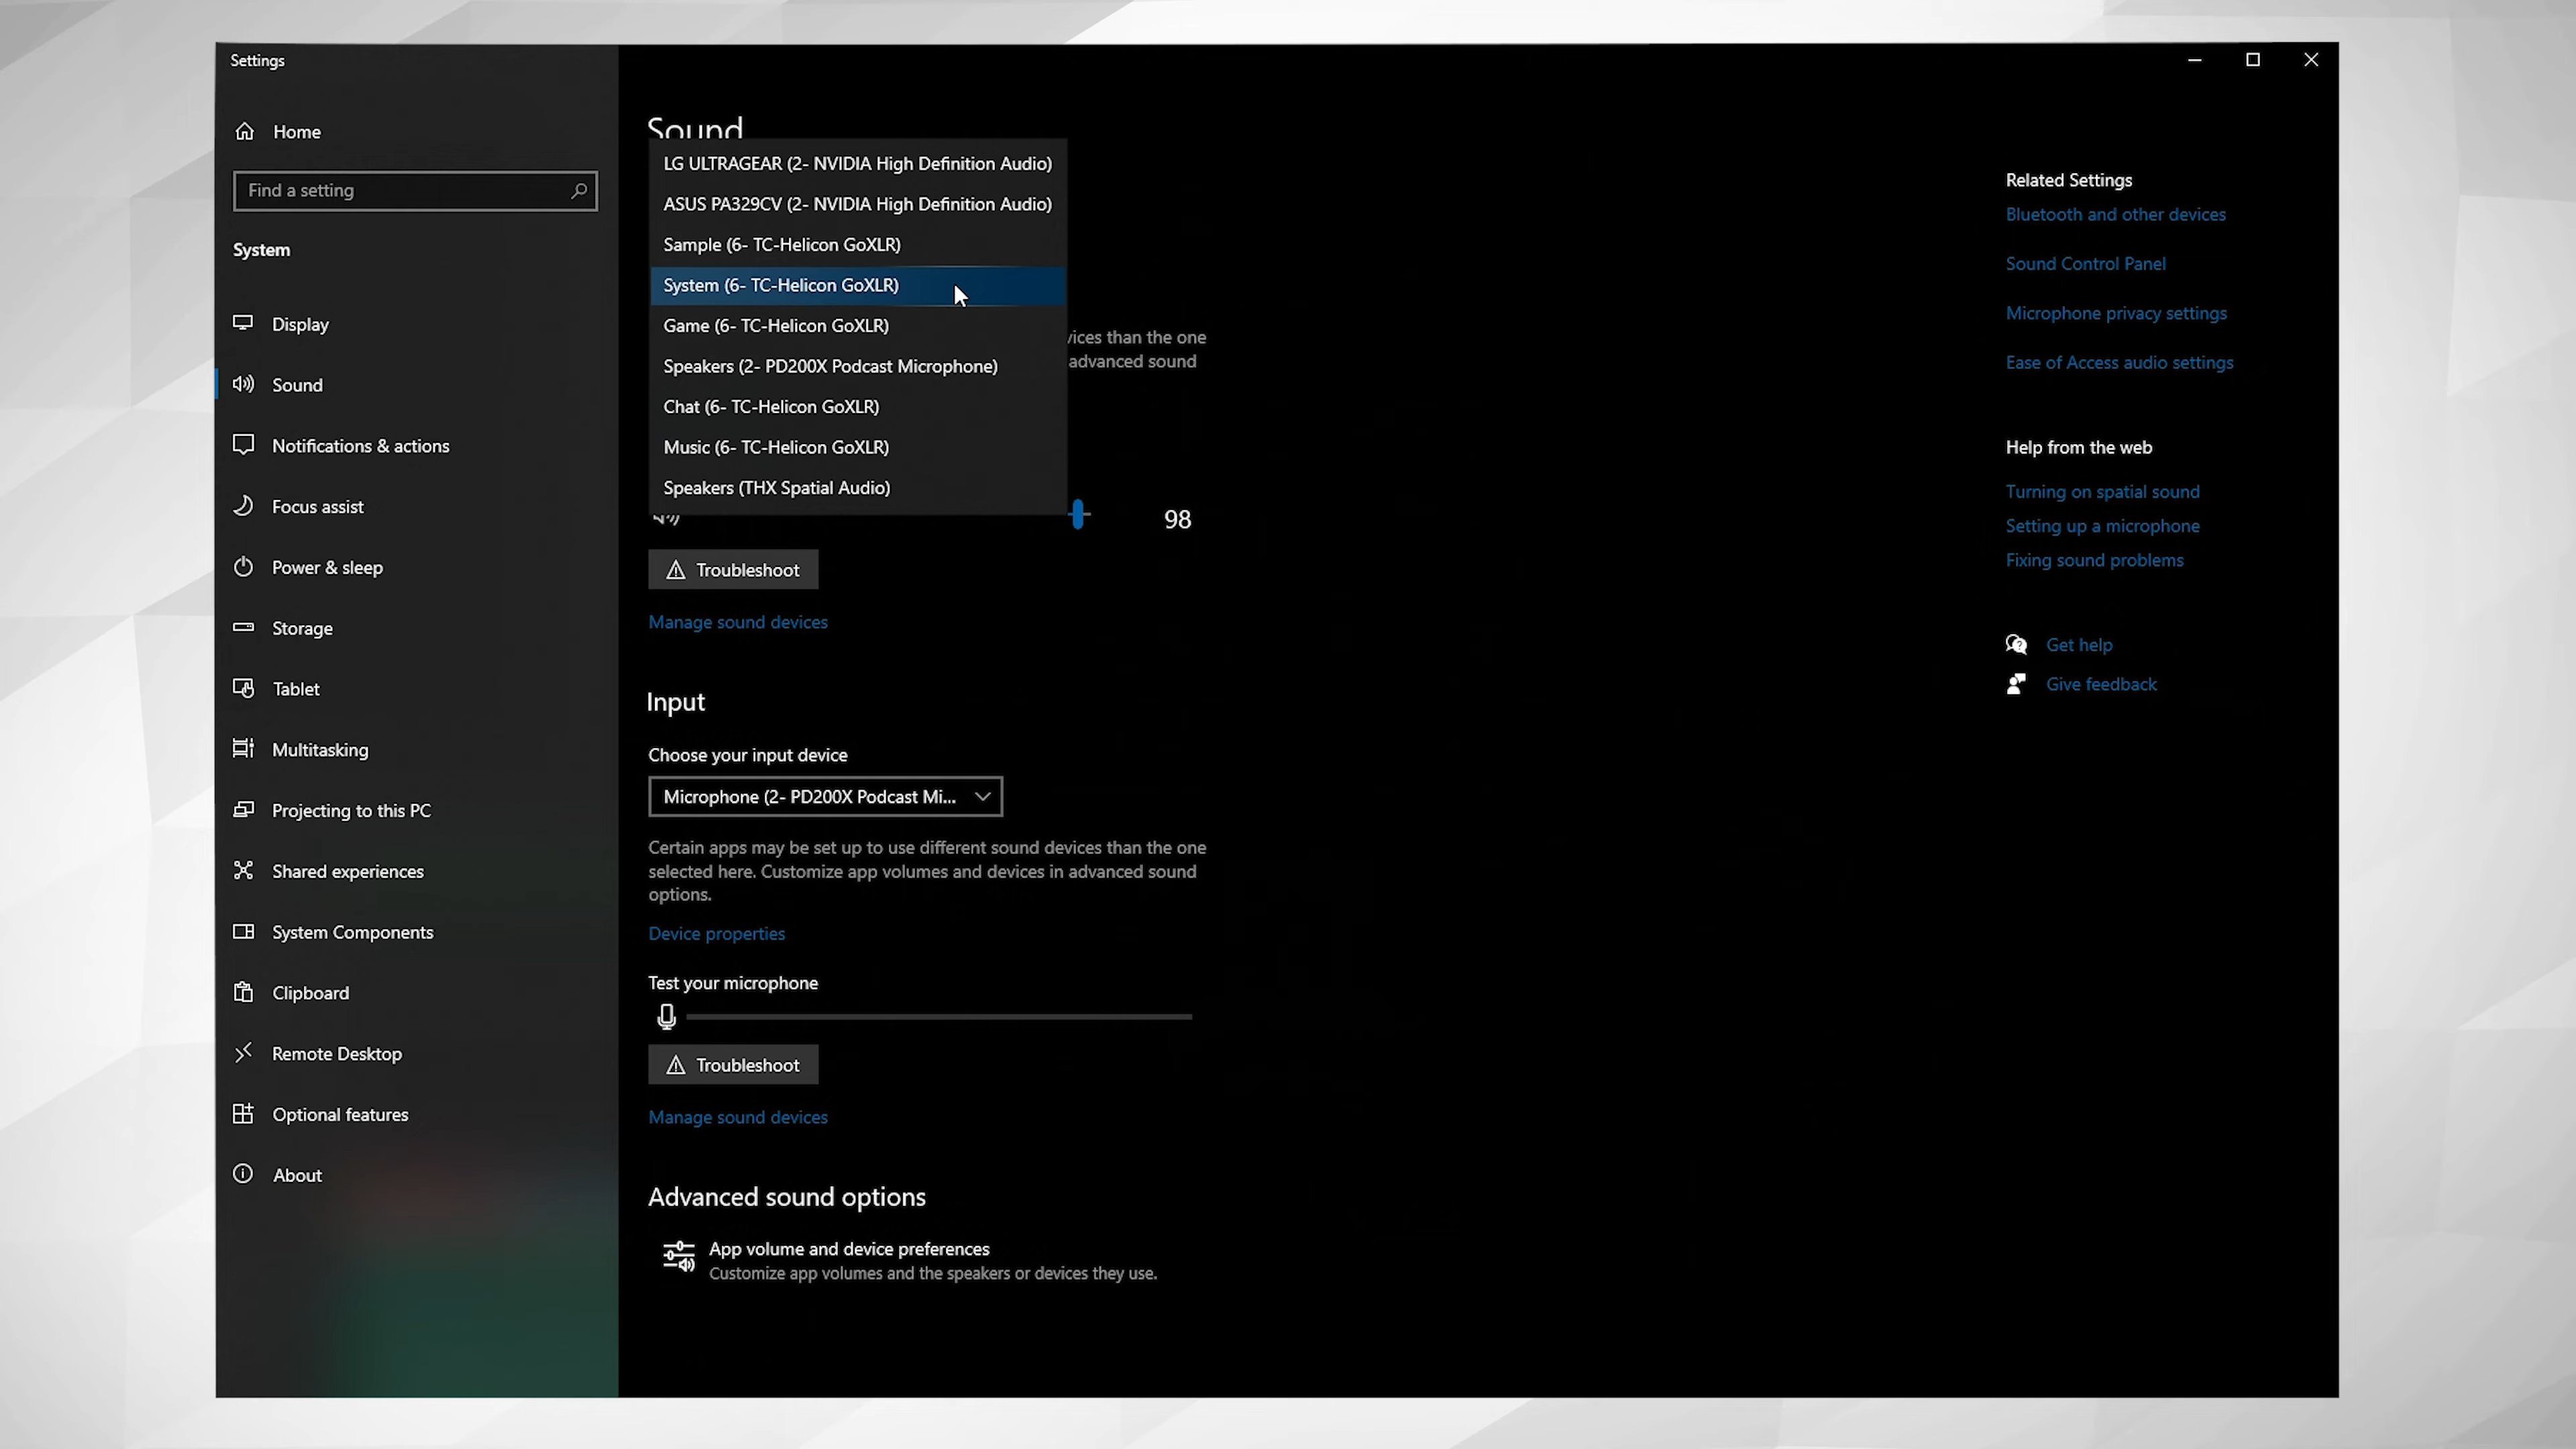 Settings
Home
Find a setting
System
Display
Sound
Notifications & actions
Focus assist
Power & sleep
Storage
Tablet
Multitasking
Projecting to this PC
Shared experiences
System Components
Clipboard
Remote Desktop
Optional features
About
Sound
LG ULTRAGEAR (2- NVIDIA High Definition Audio)
ASUS PA329CV (2- NVIDIA High Definition Audio)
Sample (6- TC-Helicon GoXLR)
System (6- TC-Helicon GoXLR)
Game (6- TC-Helicon GoXLR)
Speakers (2- PD200X Podcast Microphone)
Chat (6- TC-Helicon GoXLR)
Music (6- TC-Helicon GoXLR)
Speakers (THX Spatial Audio)
than the one
advanced sound
98
Troubleshoot
Manage sound devices
Input
Choose your input device
Microphone (2- PD200X Podcast Mi...
Certain apps may be set up to use different sound devices than the one
selected here. Customize app volumes and devices in advanced sound
options.
Device properties
Test your microphone
Troubleshoot
Manage sound devices
Advanced sound options
App volume and device preferences
Customize app volumes and the speakers or devices they use.
Related Settings
Bluetooth and other devices
Sound Control Panel
Microphone privacy settings
Ease of Access audio settings
Help from the web
Turning on spatial sound
Setting up a microphone
Fixing sound problems
Get help
Give feedback